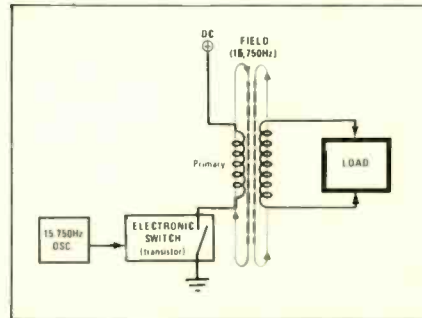 DC
FIELD
(15,750Hz)
Primary
LOAD
15.750Hz
OSC.
ELECTRONIC
SWITCH
(transistor)